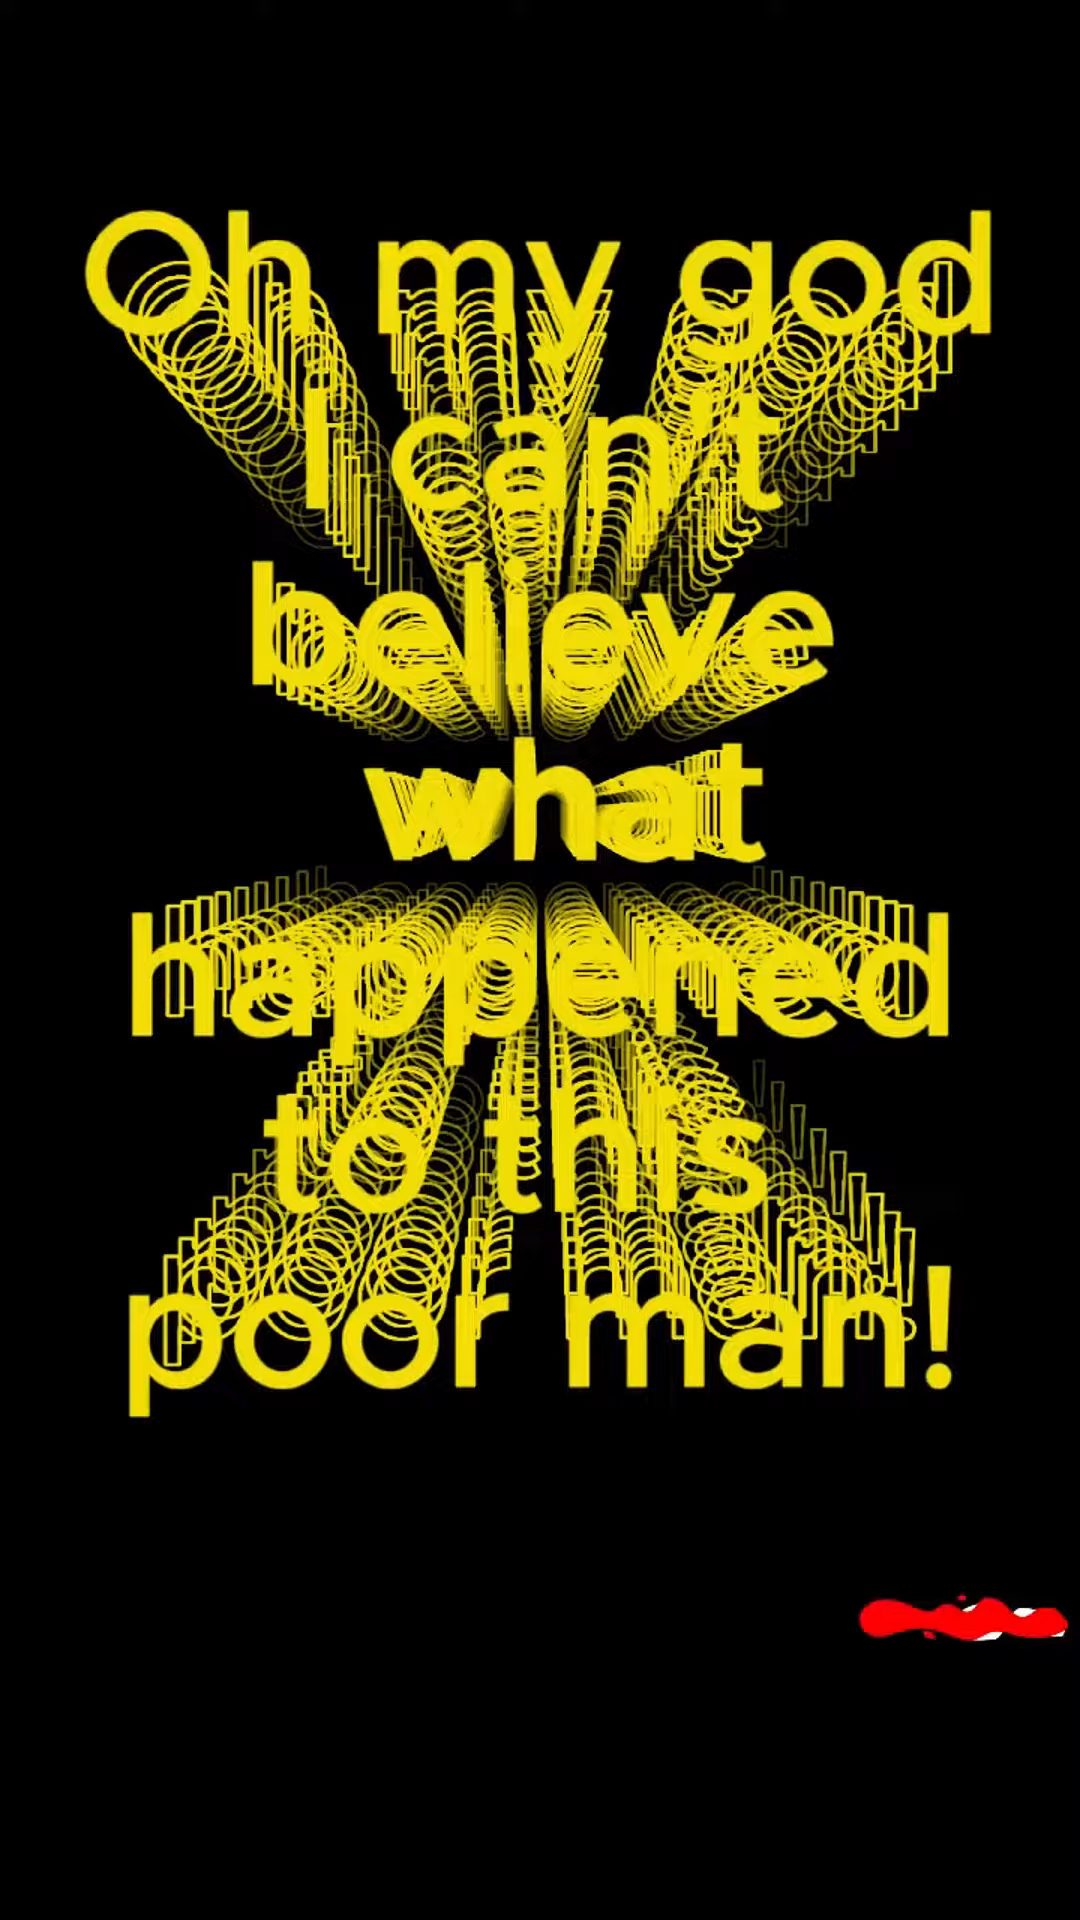 Oh my god
I can't
believe
what
happened
to this
poor man!